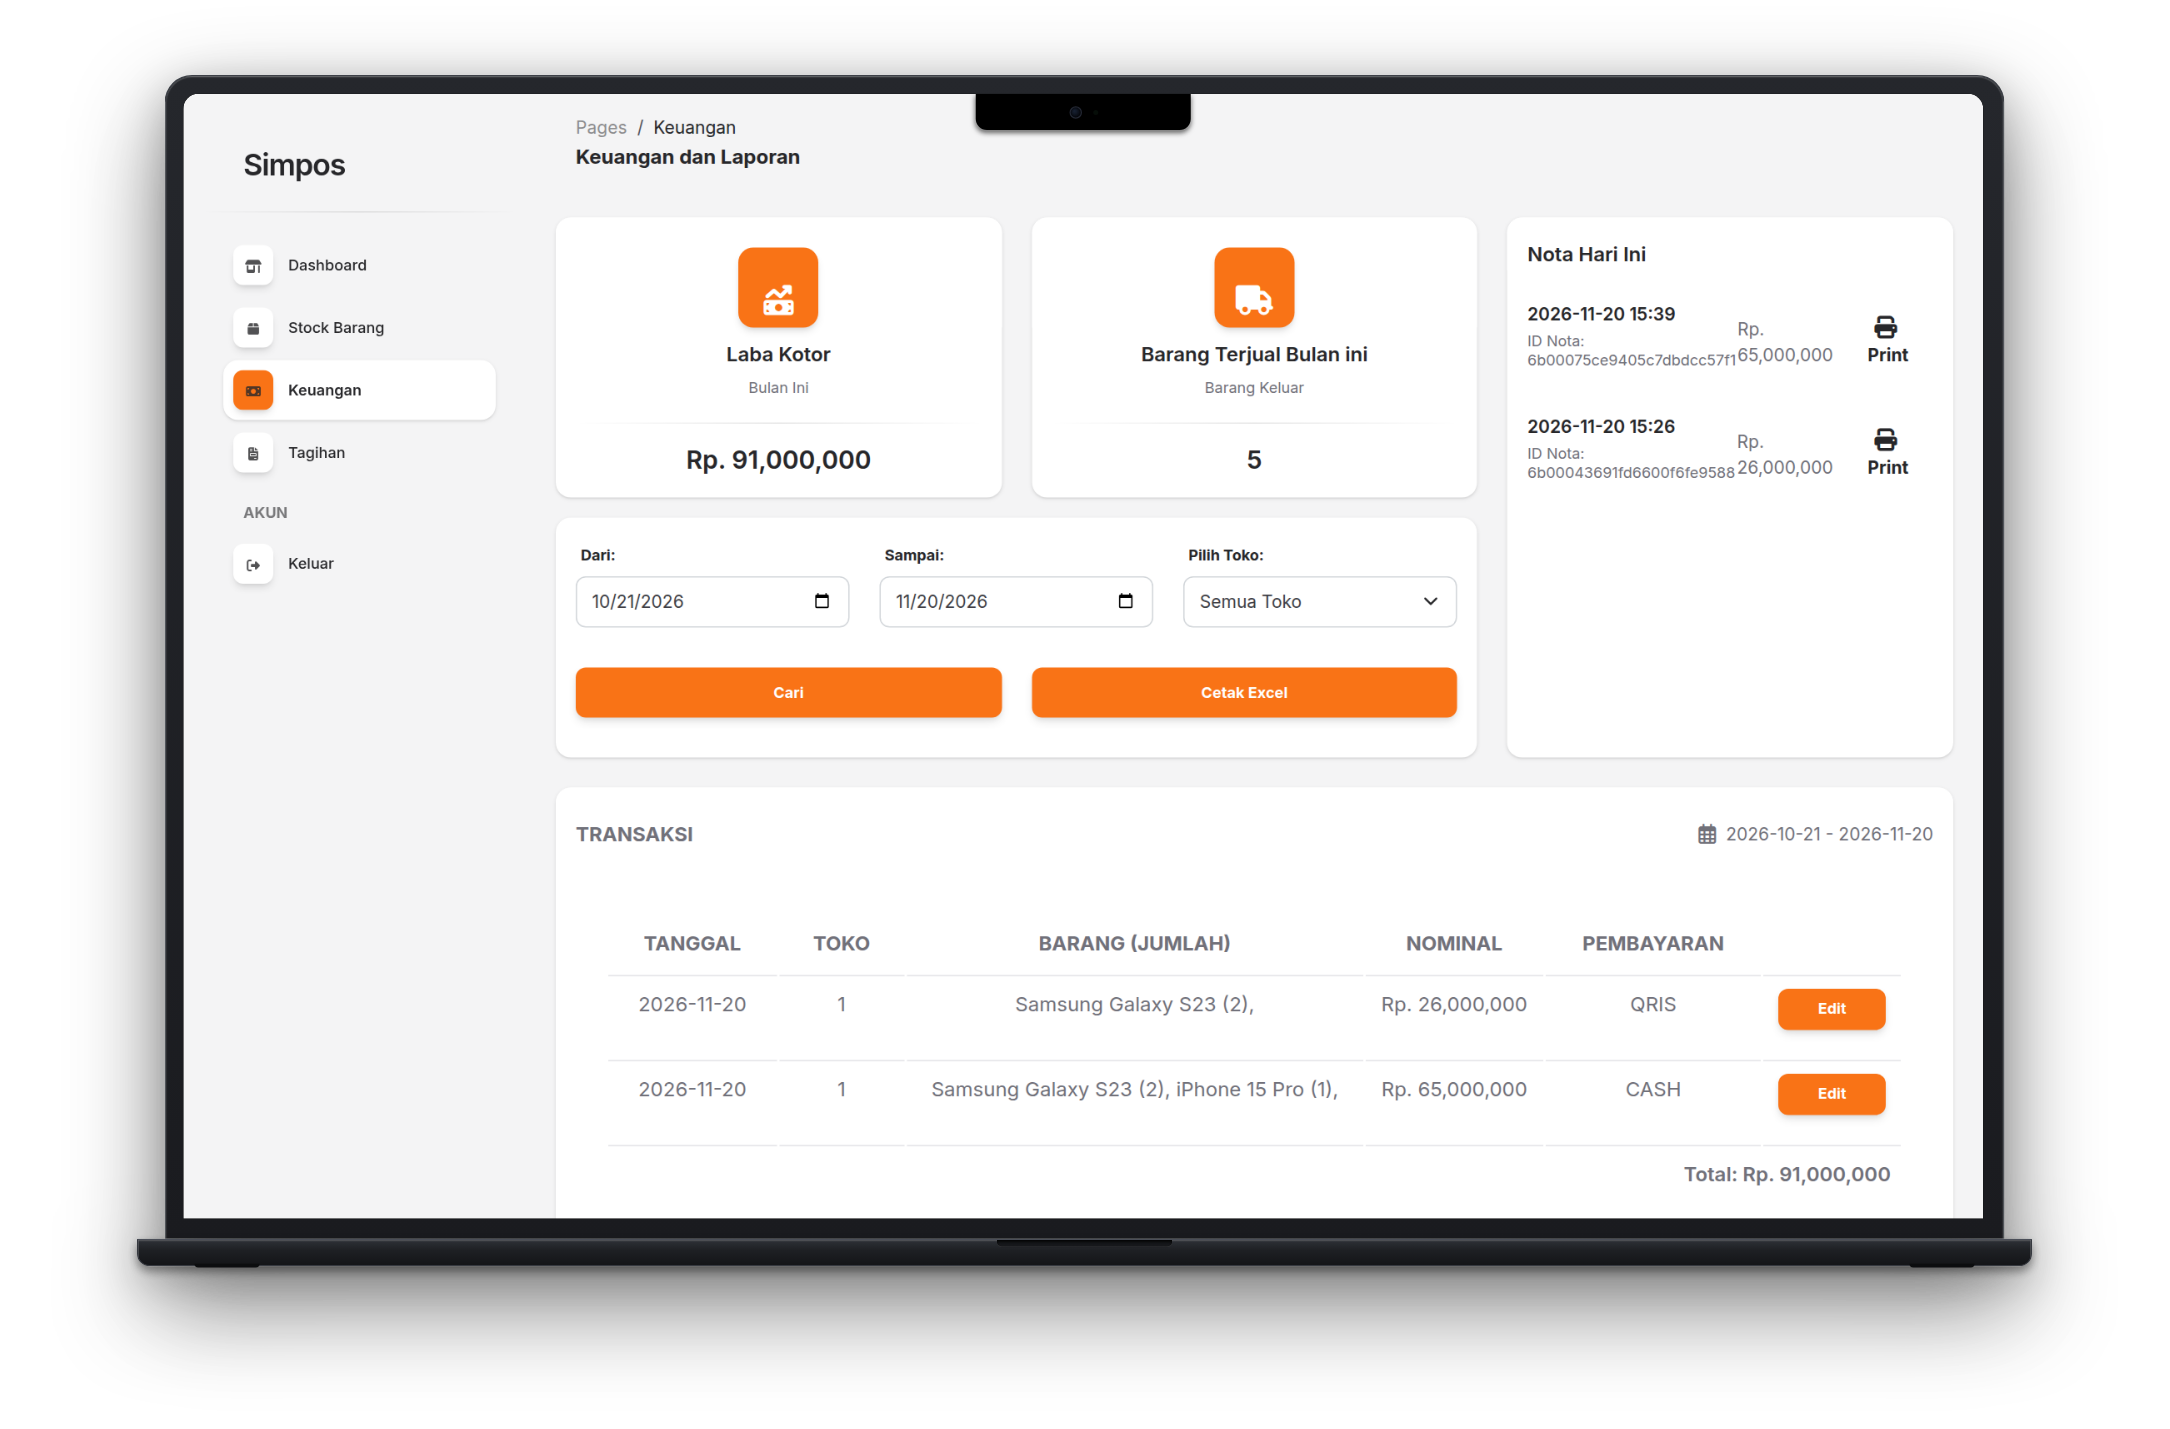 Simpos
Dashboard
Stock Barang
Keuangan
Tagihan
AKUN
Keluar
Pages / Keuangan
Keuangan dan Laporan
Laba Kotor
Bulan Ini
Rp. 91,000,000
Barang Terjual Bulan ini
Barang Keluar
5
Nota Hari Ini
2026-11-20 15:39
ID Nota:
6b00075ce9405c7dbdcc57f1
Rp.
65,000,000
Print
2026-11-20 15:26
ID Nota:
6b00043691fd6600f6fe9588
Rp.
26,000,000
Print
Dari:
10/21/2026
Sampai:
11/20/2026
Pilih Toko:
Semua Toko
Cari
Cetak Excel
TRANSAKSI
2026-10-21 - 2026-11-20
TANGGAL TOKO BARANG (JUMLAH) NOMINAL PEMBAYARAN
2026-11-20 1 Samsung Galaxy S23 (2), Rp. 26,000,000 QRIS Edit
2026-11-20 1 Samsung Galaxy S23 (2), iPhone 15 Pro (1), Rp. 65,000,000 CASH Edit
Total: Rp. 91,000,000